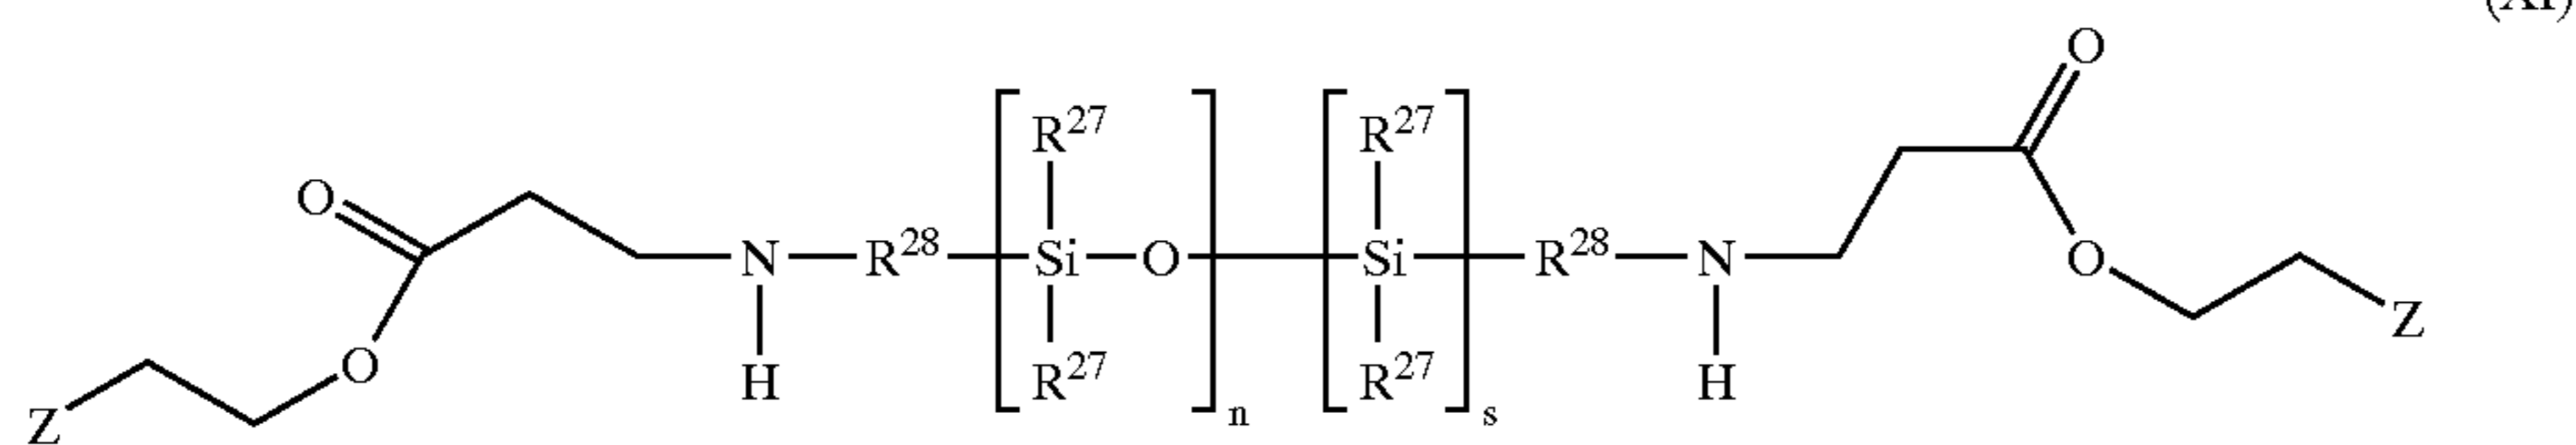 (XI)
O
R27 R27
O N R28 Si O Si R28 N O
R27 R27
O H n s H Z
Z